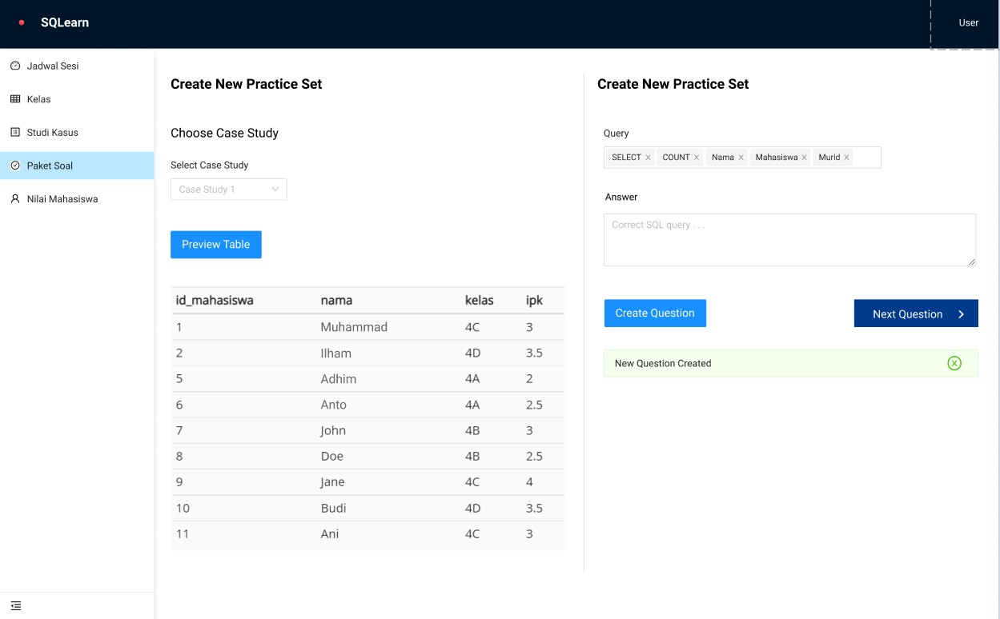 SQLearn
User
Jadwal Sesi
Kelas
Studi Kasus
Paket Soal
Nilai Mahasiswa
Create New Practice Set
Choose Case Study
Select Case Study
Case Study 1
Preview Table
id_mahasiswa nama kelas ipk
1 Muhammad 4C 3
2 Ilham 4D 3.5
5 Adhim 4A 2
6 Anto 4A 2.5
7 John 4B 3
8 Doe 4B 2.5
9 Jane 4C 4
10 Budi 4D 3.5
11 Ani 4C 3
Create New Practice Set
Query
SELECT COUNT Nama Mahasiswa Murid
Answer
Correct SQL query . . .
Create Question
Next Question
New Question Created